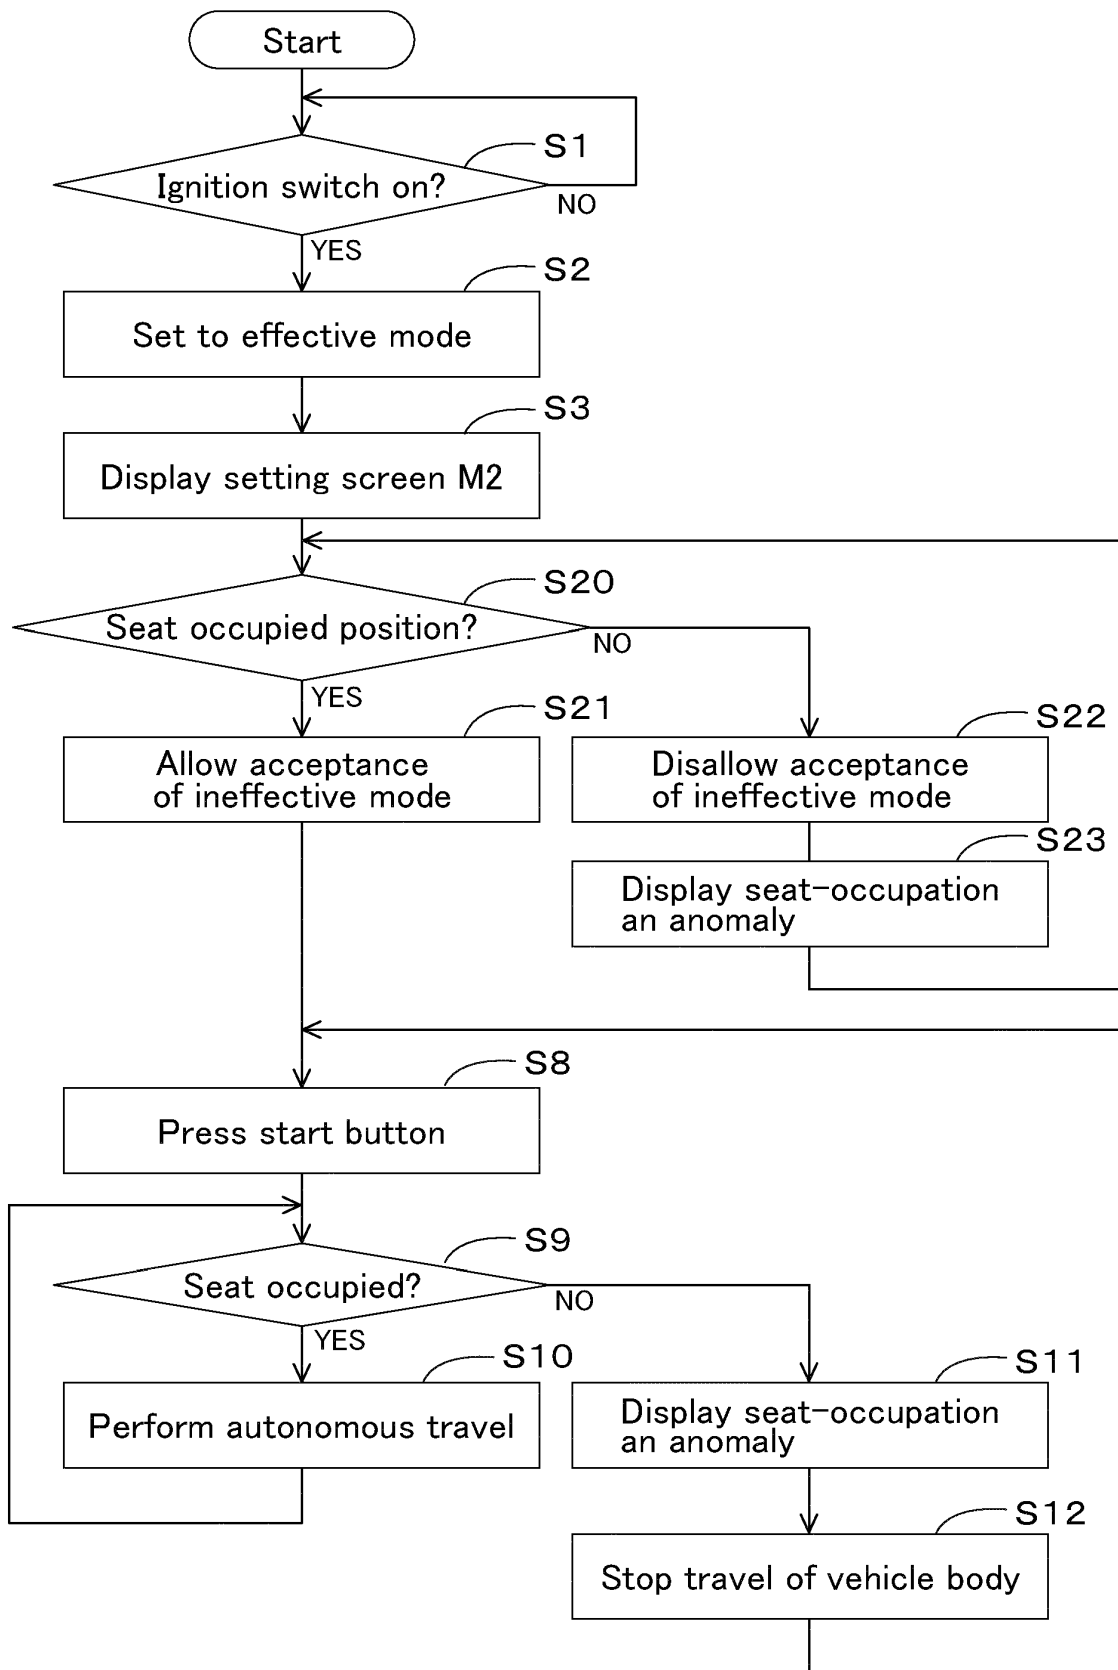 Start
S1
Ignition switch on?
NO
YES
S2
Set to effective mode
S3
Display setting screen M2
S20
Seat occupied position?
NO
YES
S21
Allow acceptance
of ineffective mode
S22
Disallow acceptance
of ineffective mode
S23
Display seat-occupation
an anomaly
S8
Press start button
S9
Seat occupied?
NO
YES
S10
Perform autonomous travel
S11
Display seat-occupation
an anomaly
S12
Stop travel of vehicle body